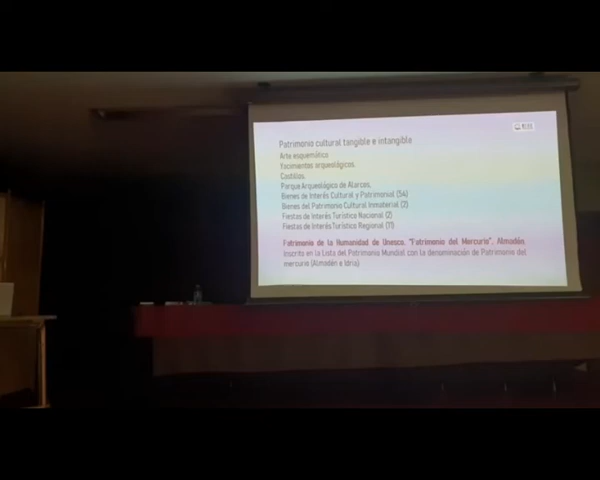 Patrimonio cultural tangible e intangible
Arte esquemático
Yacimientos arqueológicos.
Castillos.
Parque Arqueológico de Alarcos.
Bienes de Interés Cultural y Patrimonial (54)
Bienes del Patrimonio Cultural Inmaterial (2)
Fiestas de Interés Turístico Nacional (2)
Fiestas de Interés Turístico Regional (11)
Patrimonio de la Humanidad de Unesco. "Patrimonio del Mercurio", Almadén.
Inscrito en la Lista del Patrimonio Mundial con la denominación de Patrimonio del
mercurio (Almadén e Idria)